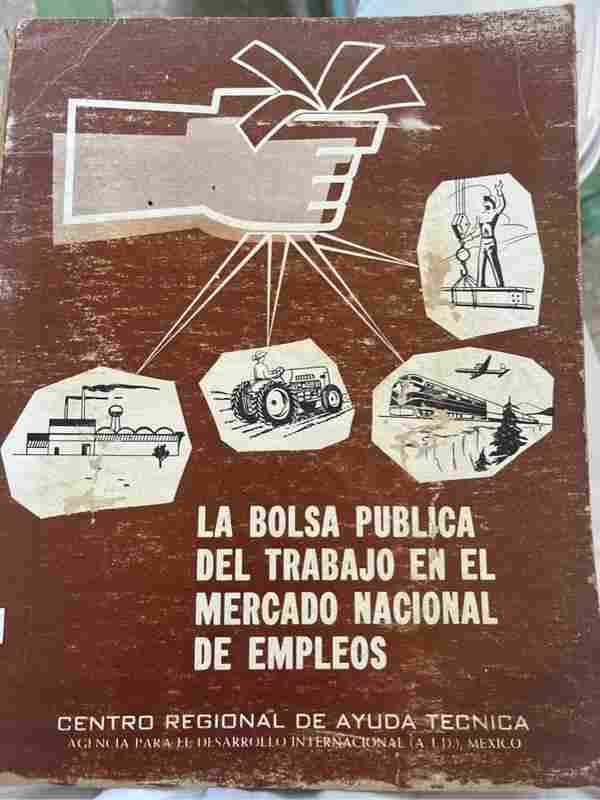 LA BOLSA PUBLICA
DEL TRABAJO EN EL
MERCADO NACIONAL
DE EMPLEOS
CENTRO REGIONAL DE AYUDA TECNICA
AGENCIA PARA EL DESARROLLO INTERNACIONAL (A.I.D.), MEXICO